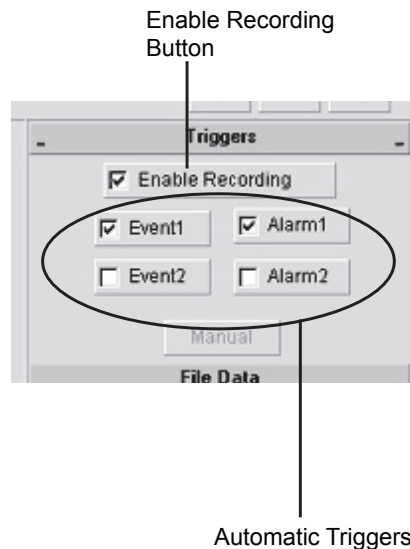 Enable Recording
Button
Triggers
Enable Recording
Event1 Alarm1
Event2 Alarm2
Manual
File Data
Automatic Triggers